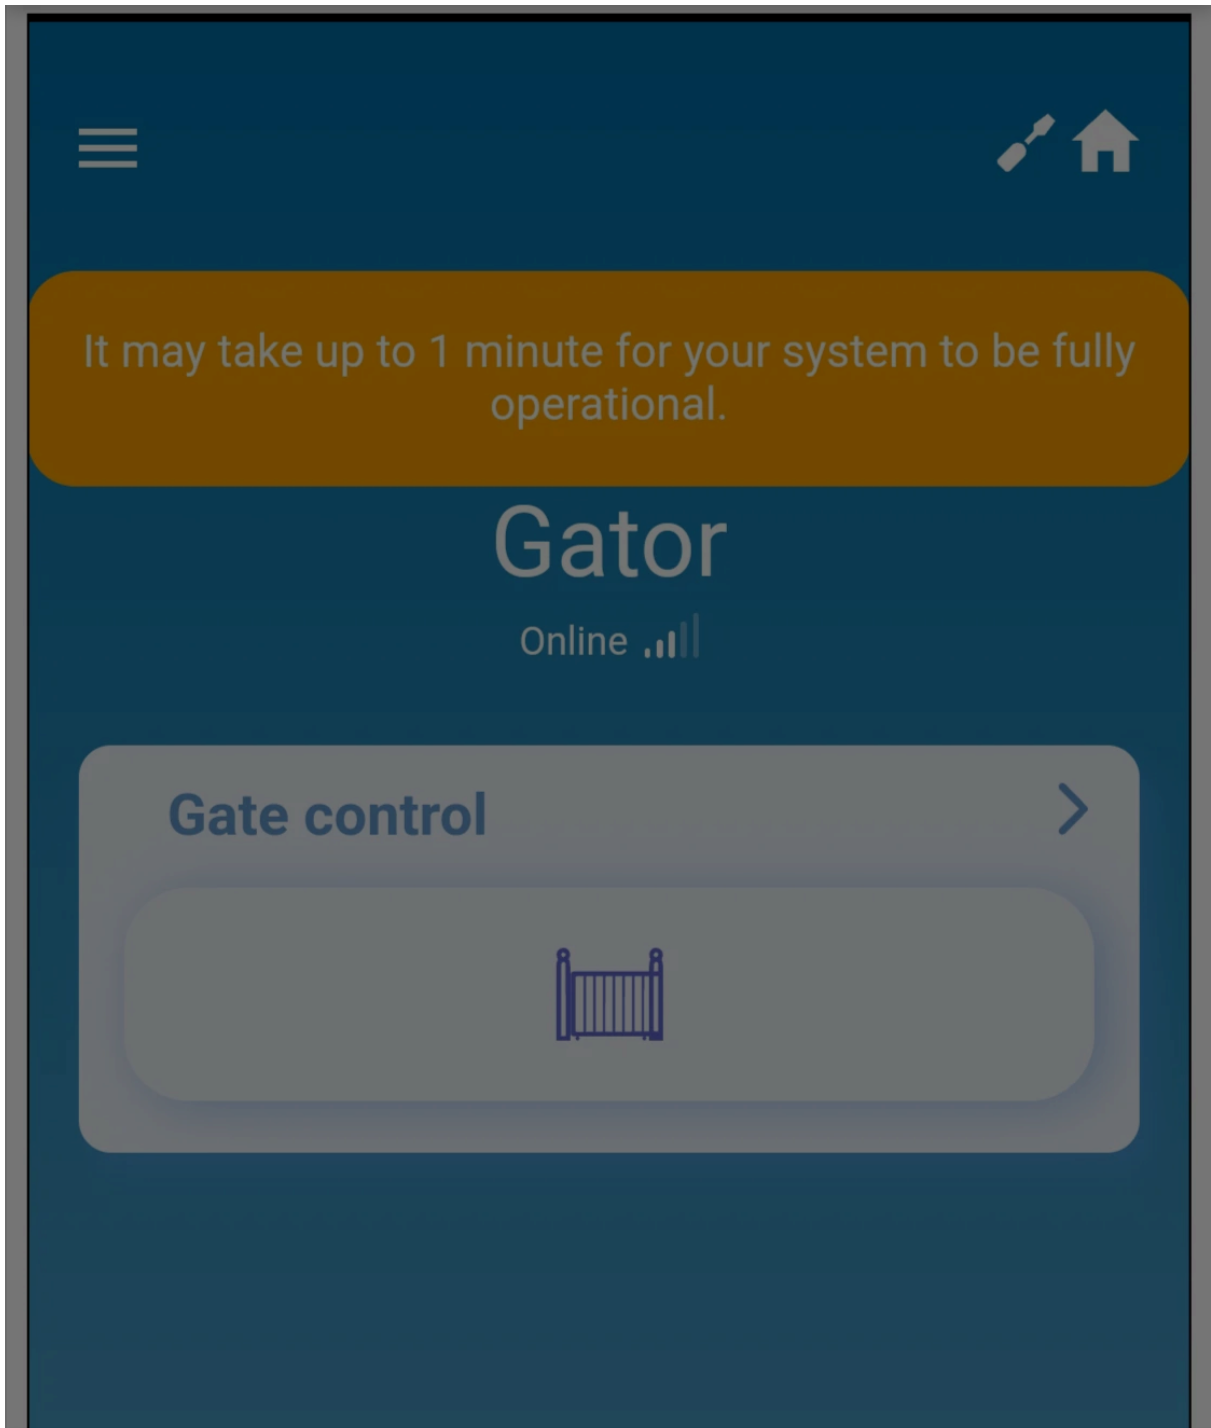 It may take up to 1 minute for your system to be fully
operational.
Gator
Online
Gate control